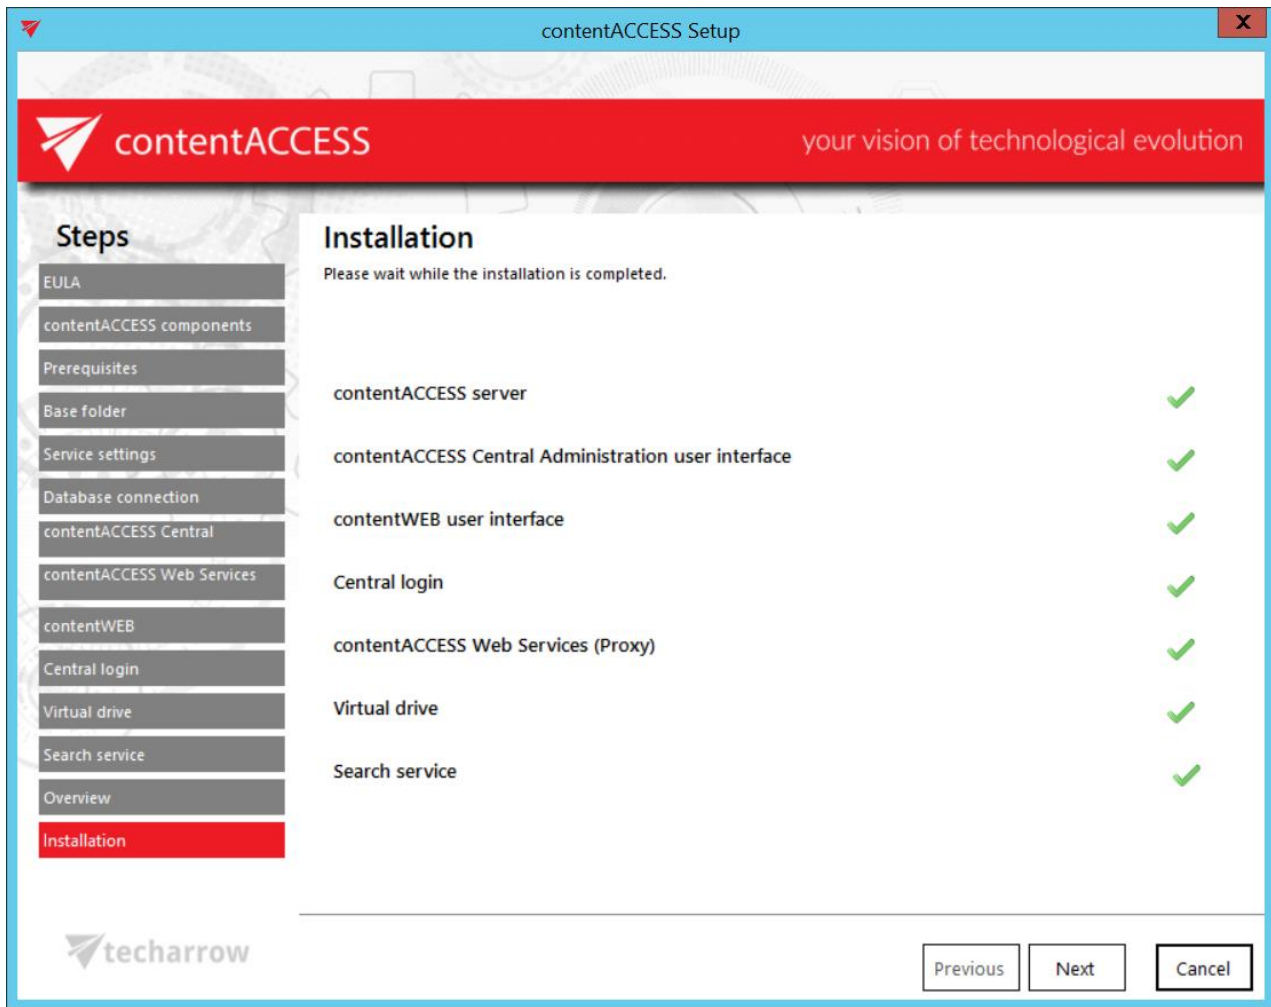 contentACCESS Setup
X
contentACCESS
your vision of technological evolution
Steps
EULA
contentACCESS components
Prerequisites
Base folder
Service settings
Database connection
contentACCESS Central
contentACCESS Web Services
contentWEB
Central login
Virtual drive
Search service
Overview
Installation
Installation
Please wait while the installation is completed.
contentACCESS server
contentACCESS Central Administration user interface
contentWEB user interface
Central login
contentACCESS Web Services (Proxy)
Virtual drive
Search service
techarrow
Previous
Next
Cancel